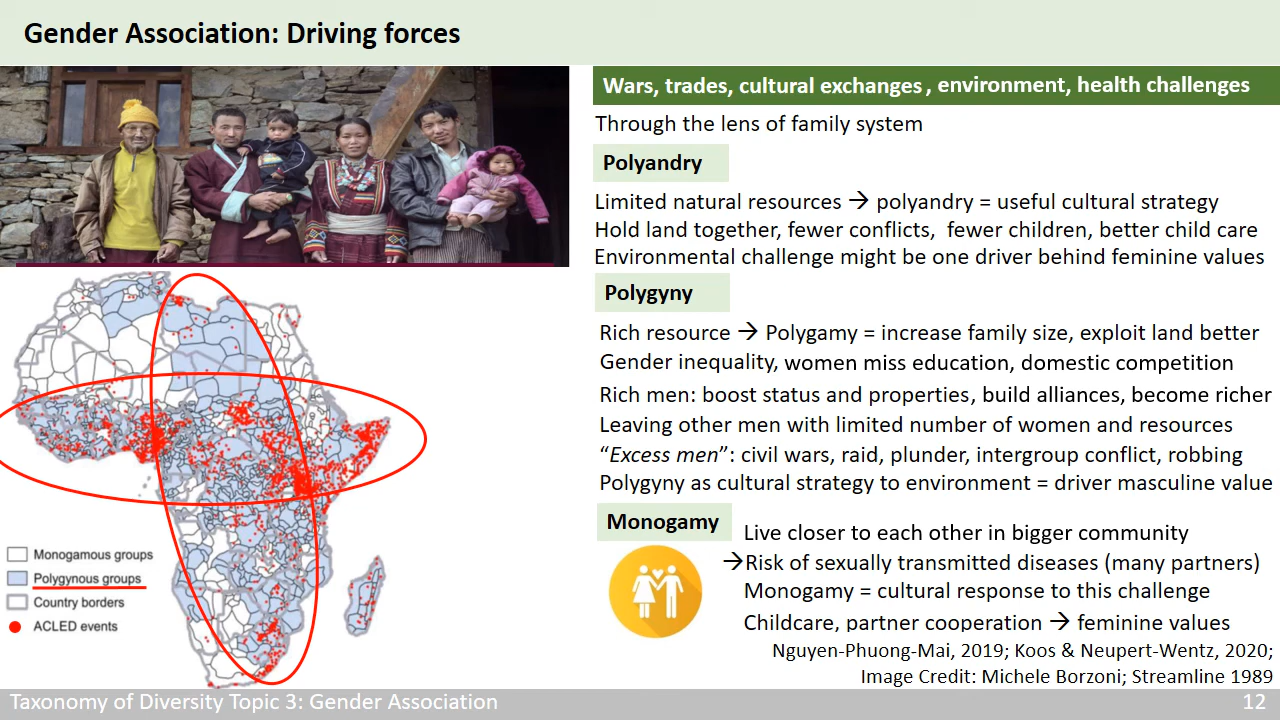 Gender Association: Driving forces
Wars, trades, cultural exchanges , environment, health challenges
Through the lens of family system
Polyandry
Limited natural resources → polyandry = useful cultural strategy
Hold land together, fewer conflicts, fewer children, better child care
Environmental challenge might be one driver behind feminine values
Polygyny
Rich resource → Polygamy = increase family size, exploit land better
Gender inequality, women miss education, domestic competition
Rich men: boost status and properties, build alliances, become richer
Leaving other men with limited number of women and resources
“Excess men”: civil wars, raid, plunder, intergroup conflict, robbing
Polygyny as cultural strategy to environment = driver masculine value
Monogamy
Live closer to each other in bigger community
→Risk of sexually transmitted diseases (many partners)
Monogamy = cultural response to this challenge
Childcare, partner cooperation → feminine values
Nguyen-Phuong-Mai, 2019; Koos & Neupert-Wentz, 2020;
Image Credit: Michele Borzoni; Streamline 1989
Monogamous groups
Polygynous groups
Country borders
ACLED events
Taxonomy of Diversity Topic 3: Gender Association
12